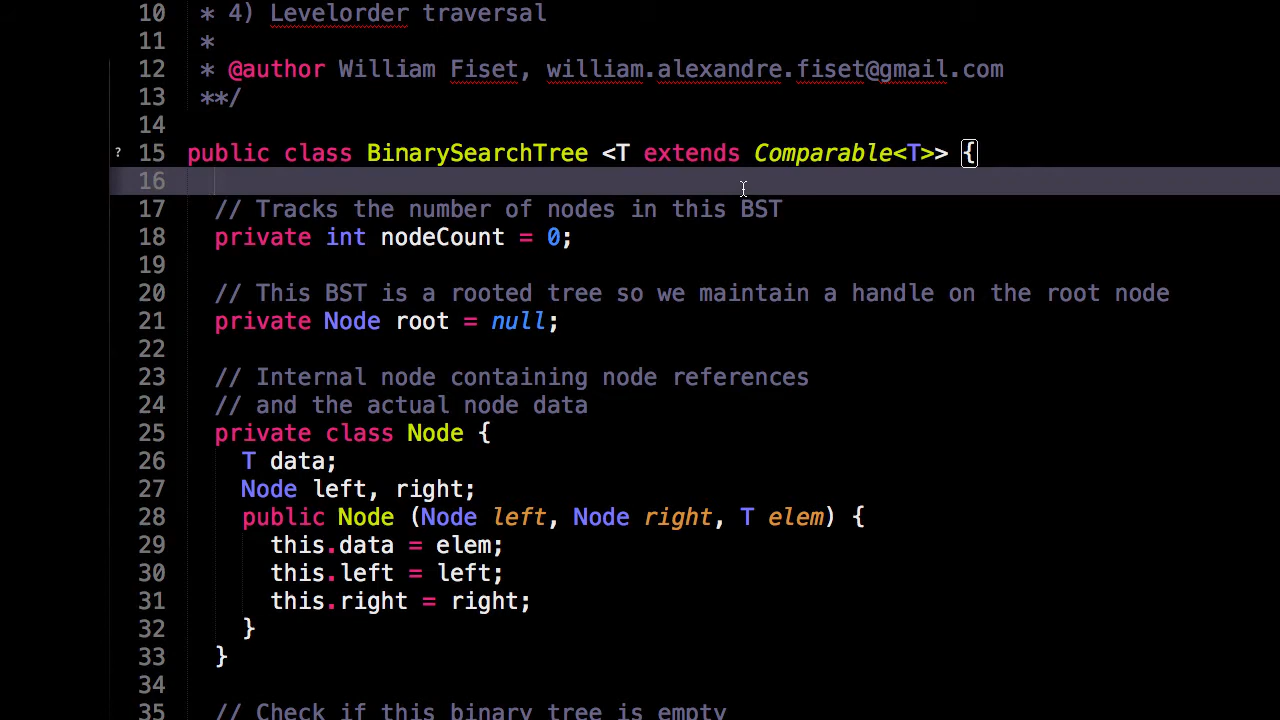 10 * 4) Levelorder traversal
11 *
12 * @author William Fiset, william.alexandre.fiset@gmail.com
13 **/
14
? 15 public class BinarySearchTree <T extends Comparable<T>> {
16
17 // Tracks the number of nodes in this BST
18 private int nodeCount = 0;
19
20 // This BST is a rooted tree so we maintain a handle on the root node
21 private Node root = null;
22
23 // Internal node containing node references
24 // and the actual node data
25 private class Node {
26 T data;
27 Node left, right;
28 public Node (Node left, Node right, T elem) {
29 this.data = elem;
30 this.left = left;
31 this.right = right;
32 }
33 }
34
35 // Check if this binary tree is empty